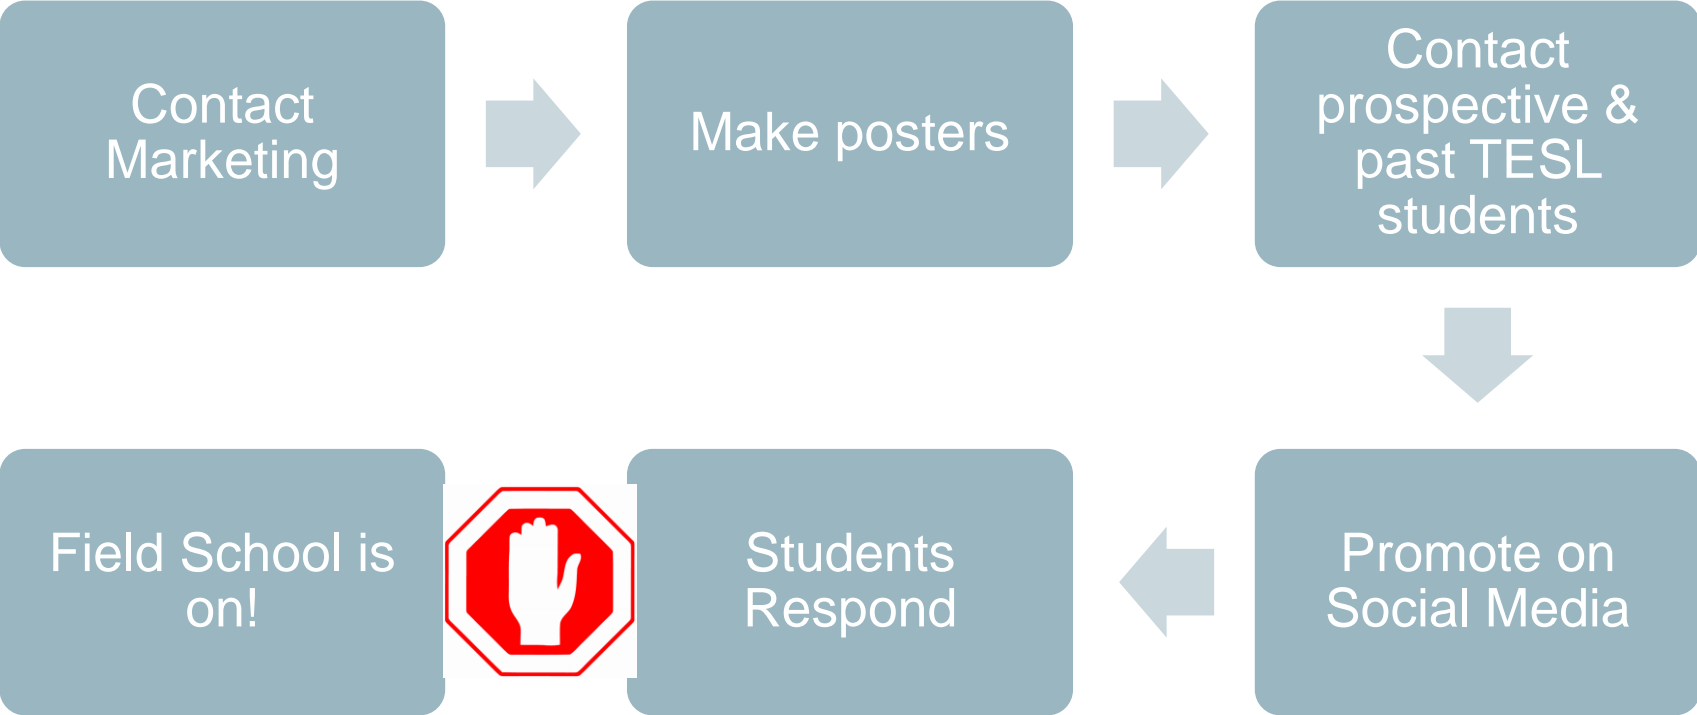 Contact
Marketing
Make posters
Contact
prospective &
past TESL
students
Promote on
Social Media
Students
Respond
Field School is
on!